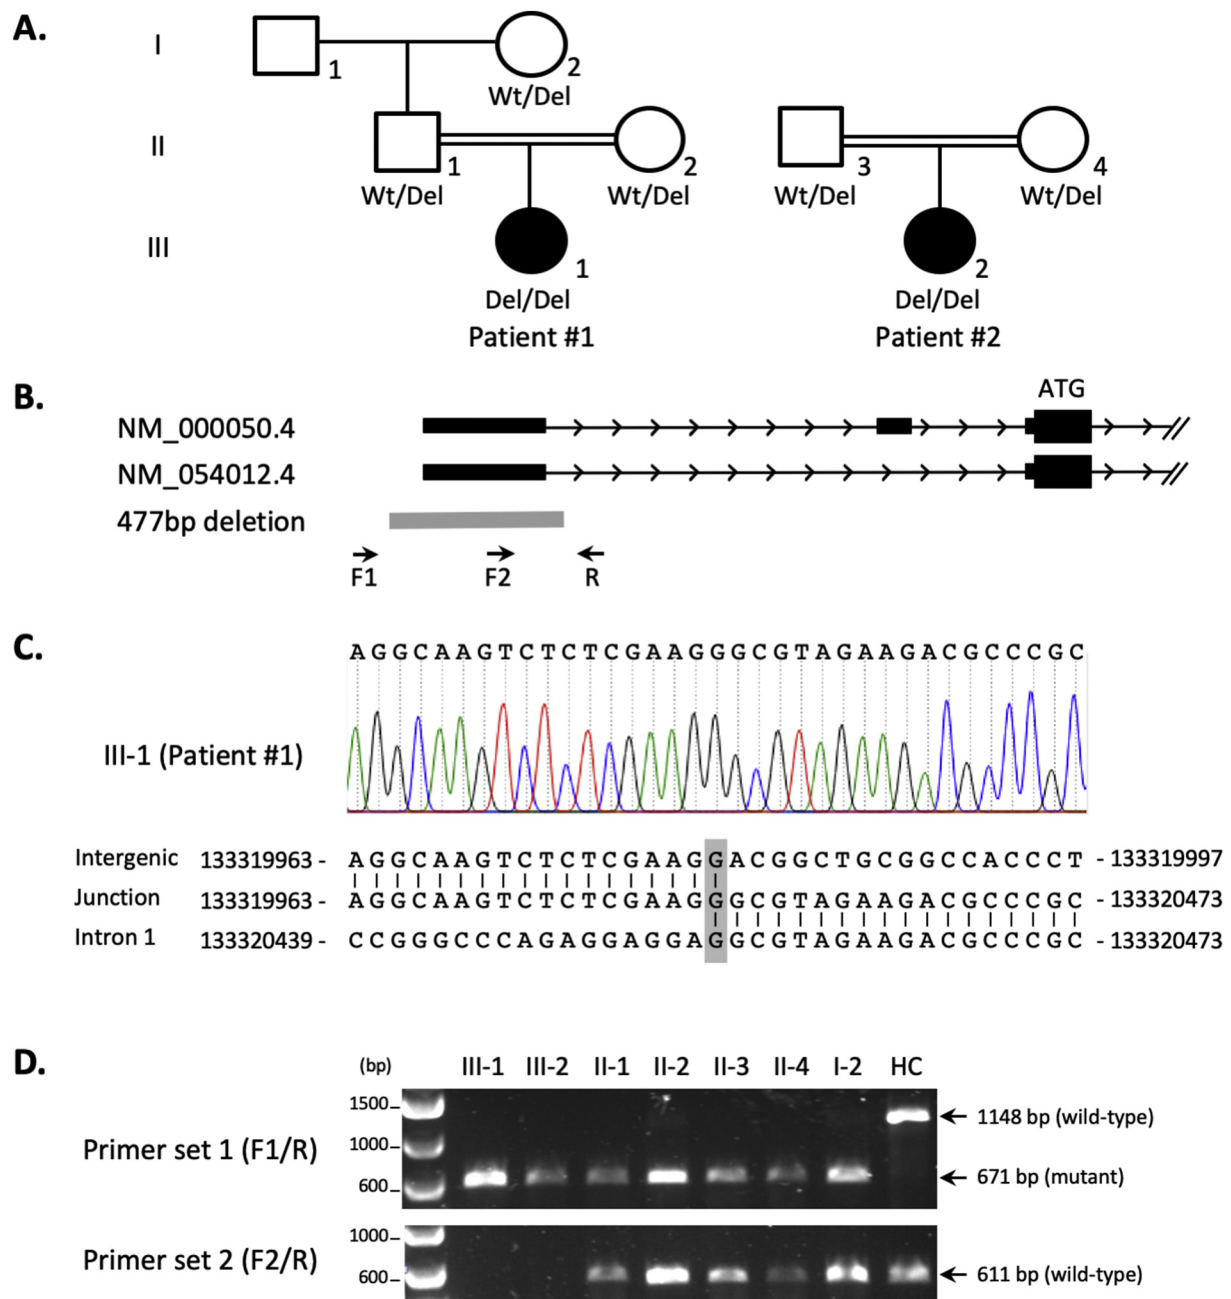 A.
I
1
2
Wt/Del
II
1
2
3
4
Wt/Del
Wt/Del
Wt/Del
Wt/Del
III
1
2
Del/Del
Del/Del
Patient #1
Patient #2
B.
ATG
NM_000050.4
NM_054012.4
477bp deletion
F1
F2
R
C.
A G G C A A G T C T C T C G A A G G G C G T A G A A G A C G C C C G C
III-1 (Patient #1)
Intergenic 133319963 - A G G C A A G T C T C T C G A A G G A C G G C T G C G G C C A C C C T - 133319997
Junction 133319963 - A G G C A A G T C T C T C G A A G G G C G T A G A A G A C G C C C G C - 133320473
Intron 1 133320439 - C C G G G C C C A G A G G A G G A G G C G T A G A A G A C G C C C G C - 133320473
D.
(bp) III-1 III-2 II-1 II-2 II-3 II-4 I-2 HC
1500
1148 bp (wild-type)
Primer set 1 (F1/R)
1000
600
671 bp (mutant)
Primer set 2 (F2/R)
1000
600
611 bp (wild-type)